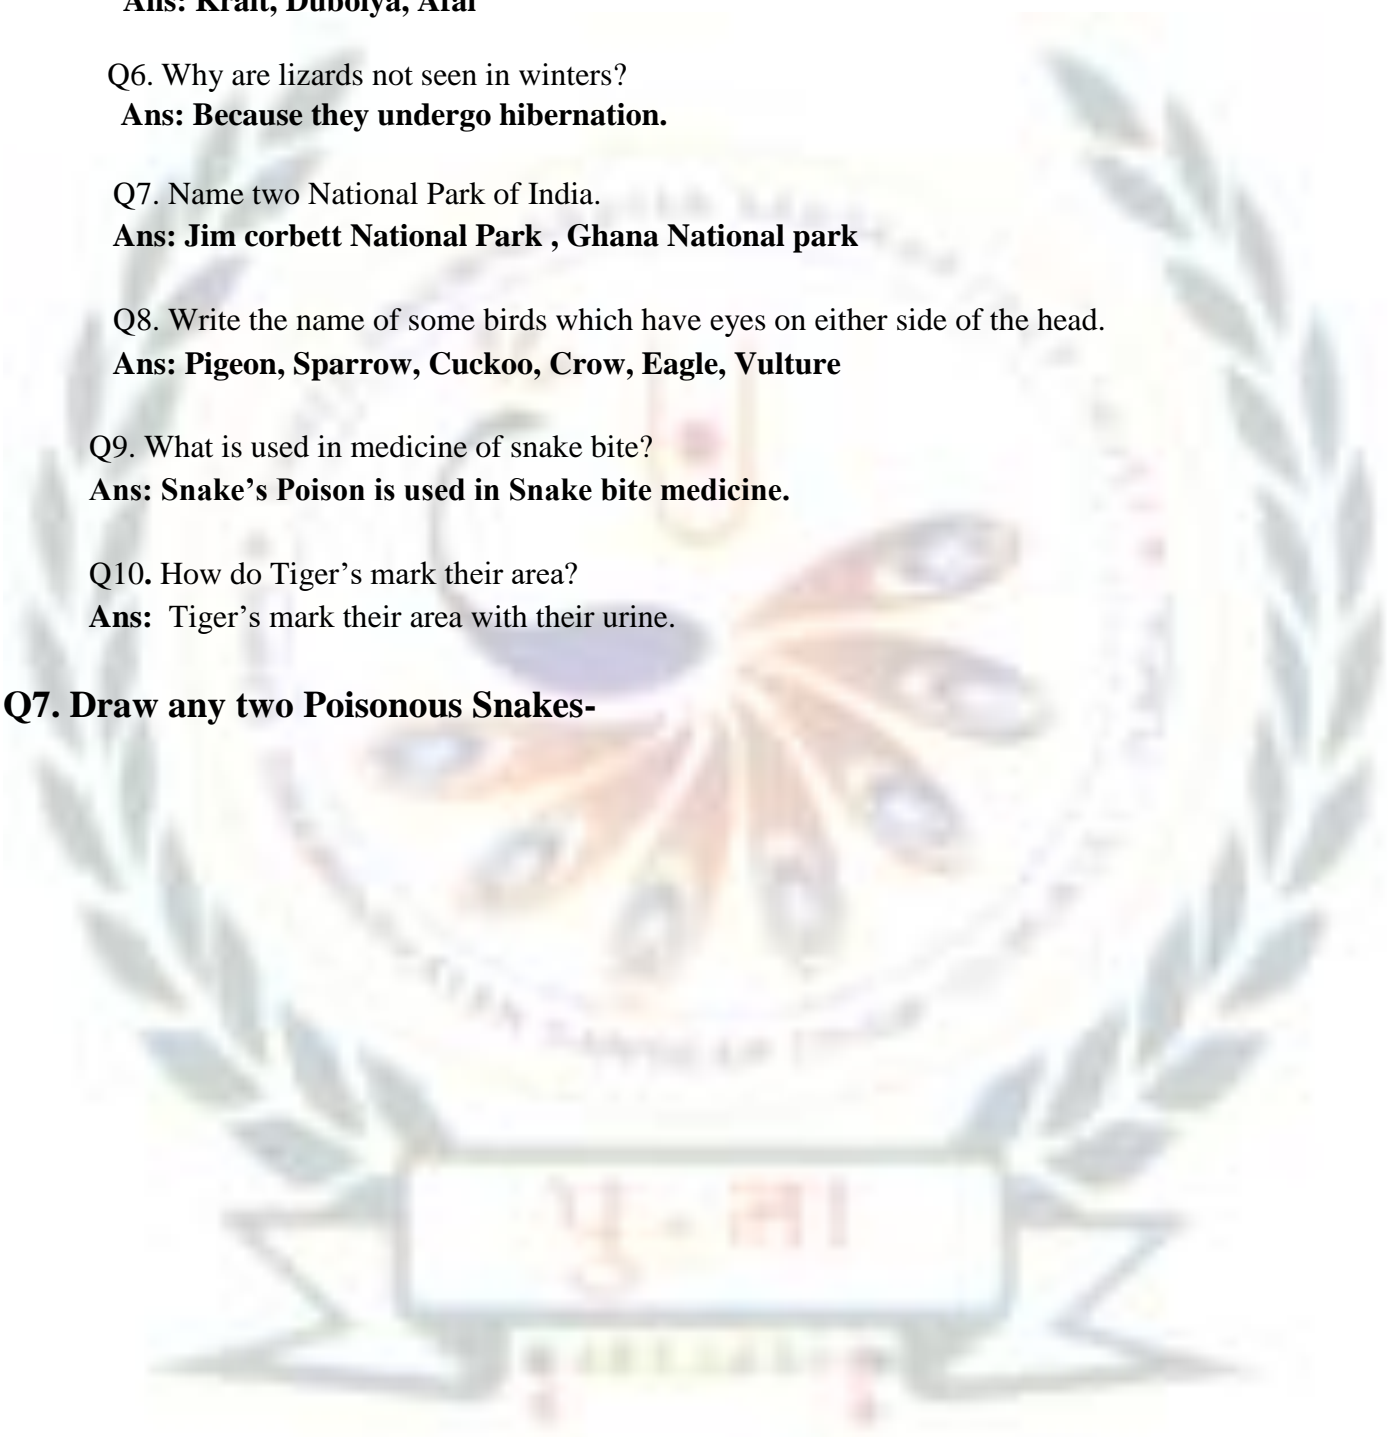 Ans: Krait, Duboiya, Afai
Q6. Why are lizards not seen in winters?
Ans: Because they undergo hibernation.
Q7. Name two National Park of India.
Ans: Jim corbett National Park , Ghana National park
Q8. Write the name of some birds which have eyes on either side of the head.
Ans: Pigeon, Sparrow, Cuckoo, Crow, Eagle, Vulture
Q9. What is used in medicine of snake bite?
Ans: Snake's Poison is used in Snake bite medicine.
Q10. How do Tiger's mark their area?
Ans: Tiger's mark their area with their urine.
Q7. Draw any two Poisonous Snakes-